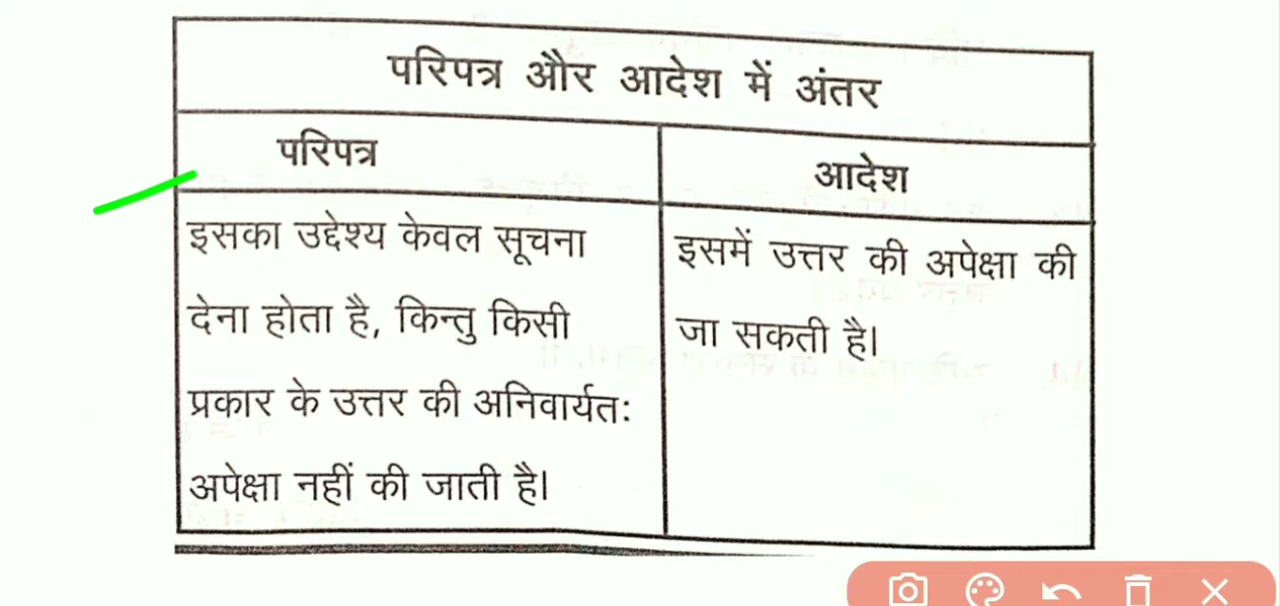 परिपत्र और आदेश में अंतर
परिपत्र
आदेश
इसका उद्देश्य केवल सूचना
देना होता है, किन्तु किसी
प्रकार के उत्तर की अनिवार्यतः
अपेक्षा नहीं की जाती है।
इसमें उत्तर की अपेक्षा की
जा सकती है।